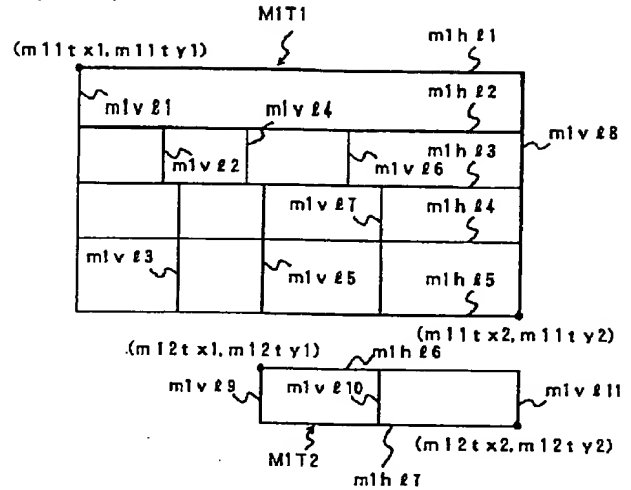 M1T1
(m11tx1, m11ty1)
m1hℓ1
m1vℓ1
m1vℓ4
m1hℓ2
m1vℓ8
m1vℓ2
m1vℓ6
m1hℓ3
m1vℓ7
m1hℓ4
m1vℓ3
m1vℓ5
m1hℓ5
(m11tx2, m11ty2)
(m12tx1, m12ty1)
m1hℓ6
m1vℓ9
m1vℓ10
m1vℓ11
M1T2
(m12tx2, m12ty2)
m1hℓ7